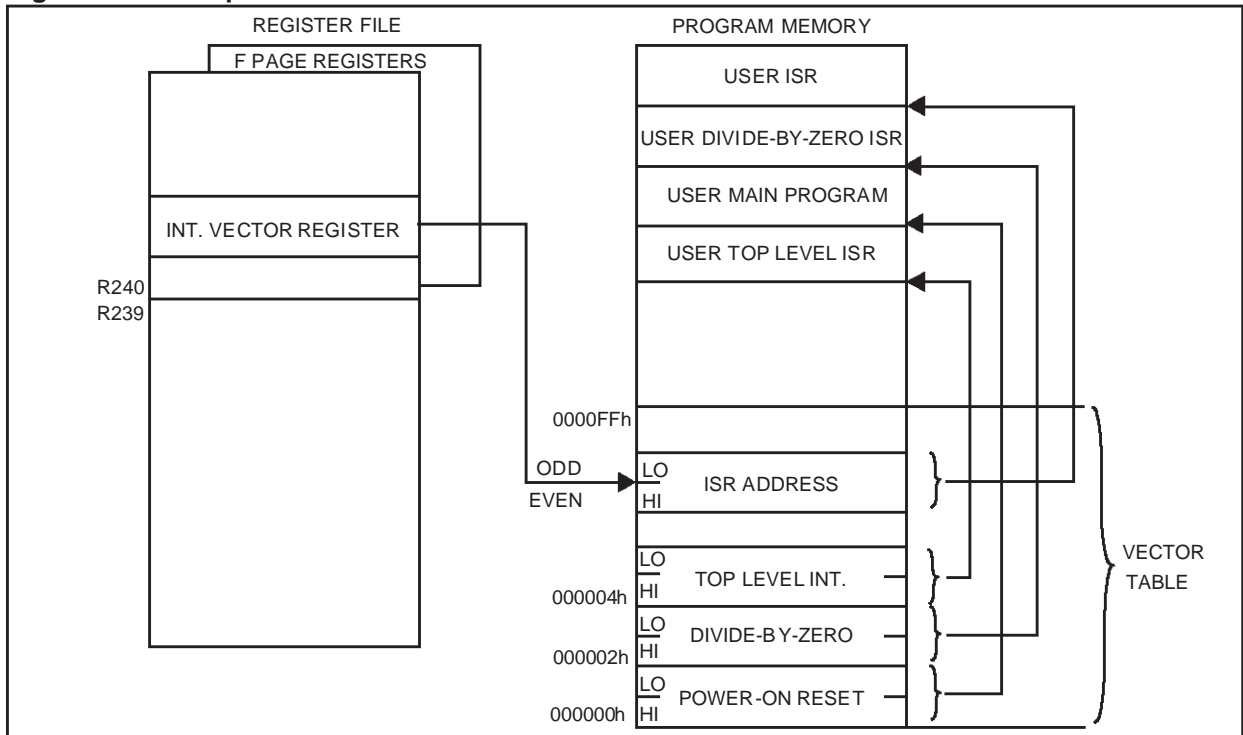 REGISTER FILE
F PAGE REGISTERS
INT. VECTOR REGISTER
R240
R239
PROGRAM MEMORY
USER ISR
USER DIVIDE-BY-ZERO ISR
USER MAIN PROGRAM
USER TOP LEVEL ISR
0000FFh
ODD
EVEN
LO
HI
ISR ADDRESS
LO
HI
TOP LEVEL INT.
000004h
LO
HI
DIVIDE-BY-ZERO
000002h
LO
HI
POWER-ON RESET
000000h
VECTOR
TABLE